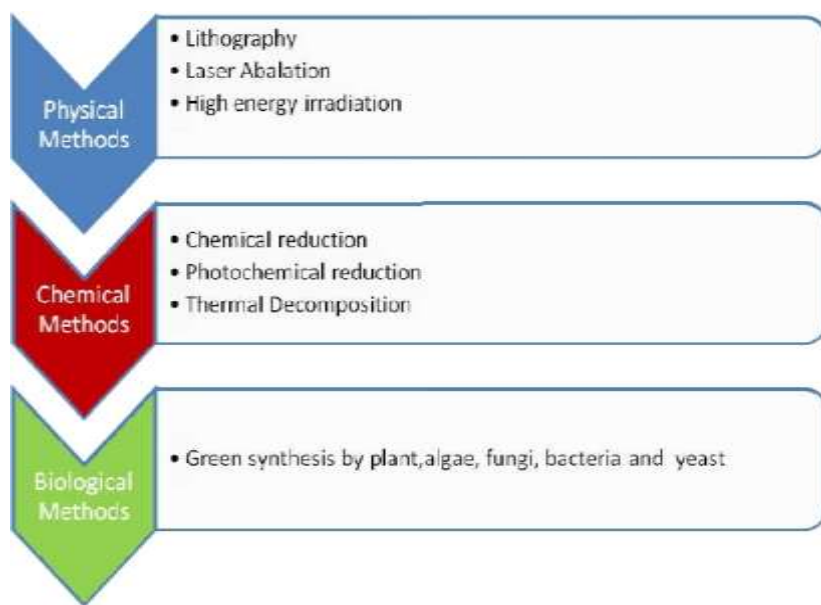 Physical
Methods
• Lithography
• Laser Abalation
• High energy irradiation
Chemical
Methods
• Chemical reduction
• Photochemical reduction
• Thermal Decomposition
Biological
Methods
• Green synthesis by plant,algae, fungi, bacteria and yeast